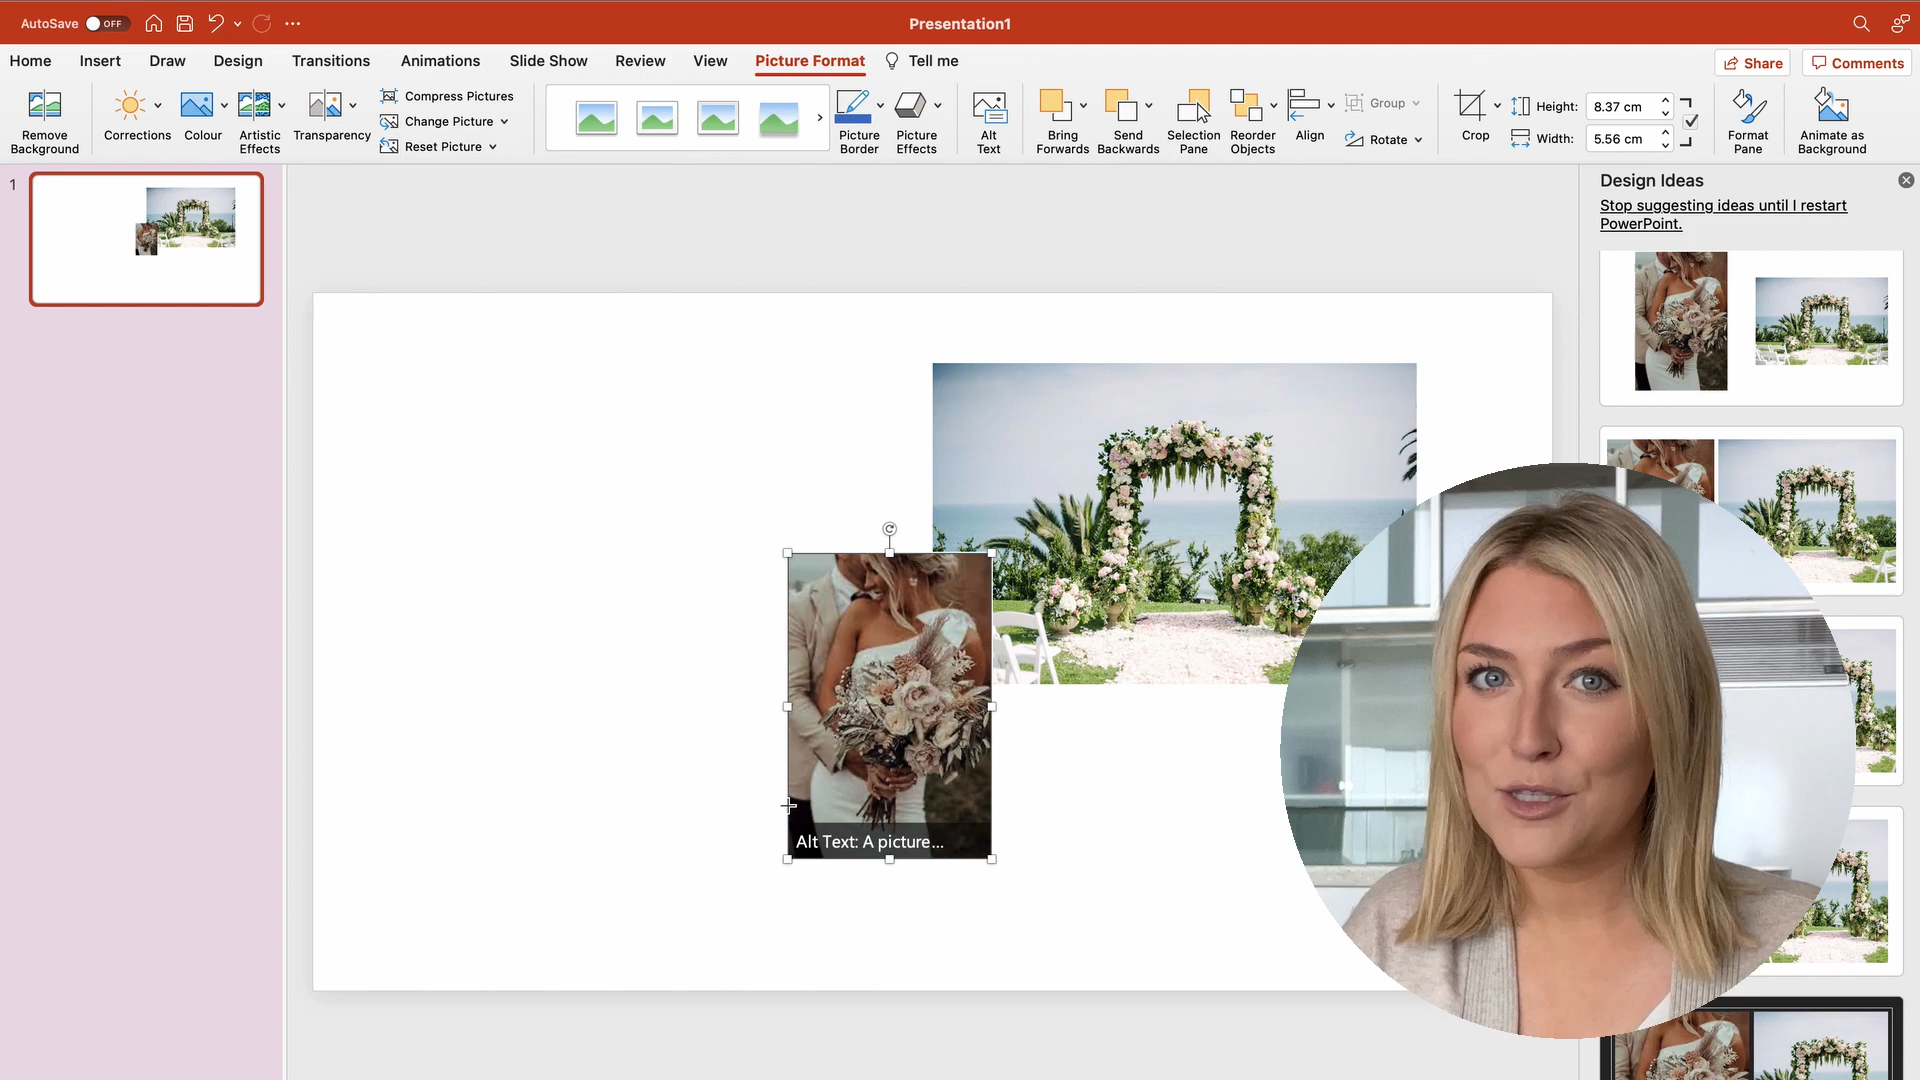 AutoSave OFF
Presentation1
Home Insert Draw Design Transitions Animations Slide Show Review View Picture Format Tell me
Share Comments
Remove Background
Corrections
Colour
Artistic Effects
Transparency
Compress Pictures
Change Picture
Reset Picture
Picture Border
Picture Effects
Alt Text
Bring Forwards
Send Backwards
Selection Pane
Reorder Objects
Align
Group
Rotate
Crop
Height: 8.37 cm
Width: 5.56 cm
Format Pane
Animate as Background
1
Design Ideas
Stop suggesting ideas until I restart
PowerPoint.
Alt Text: A picture...